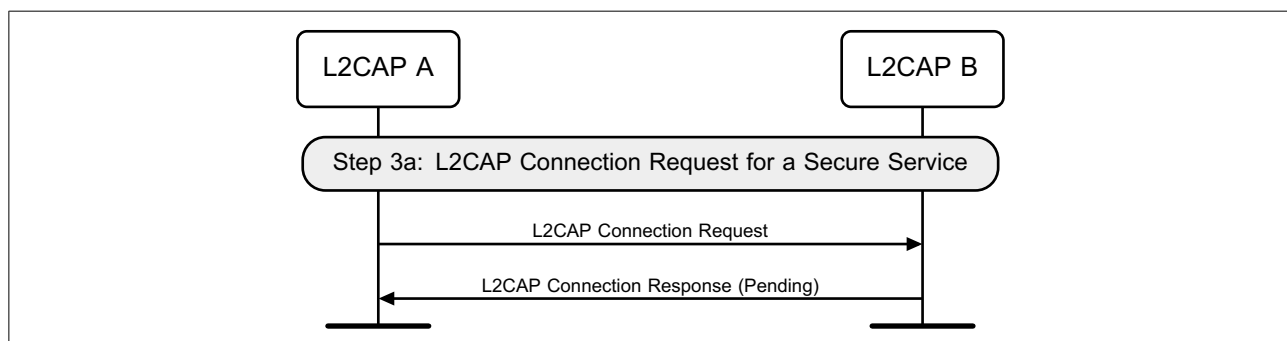 L2CAP A
L2CAP B
Step 3a: L2CAP Connection Request for a Secure Service
L2CAP Connection Request
L2CAP Connection Response (Pending)